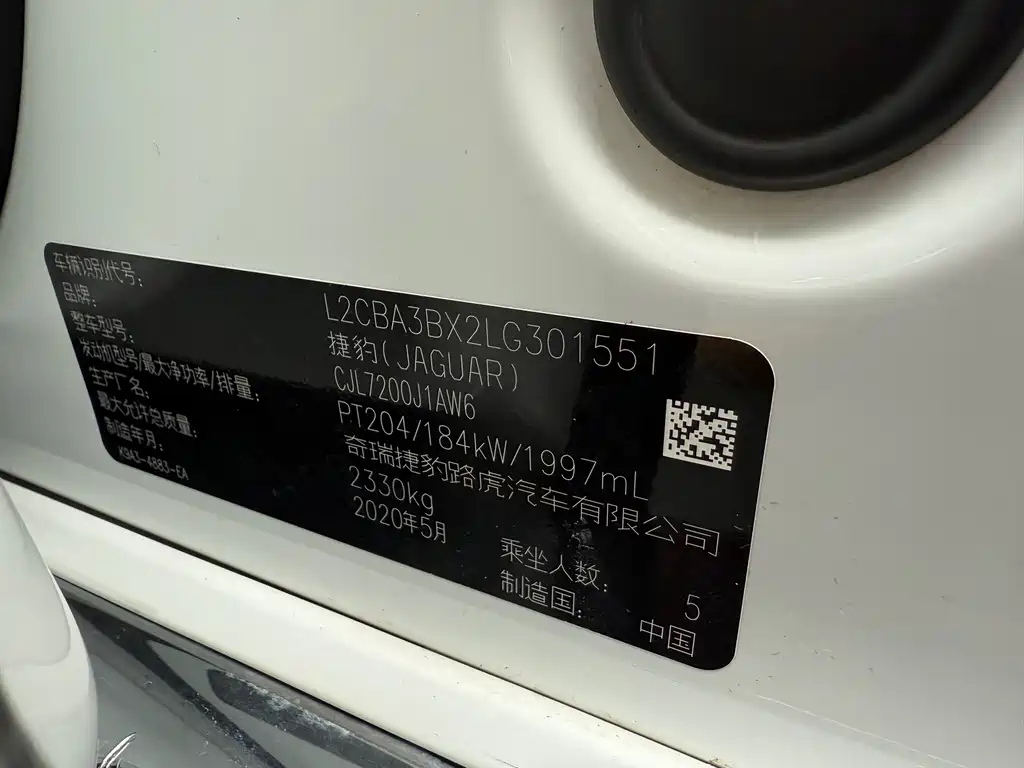 车辆识别代号: L2CBA3BX2LG301551
品牌: 捷豹(JAGUAR)
整车型号: CJL7200J1AW6
发动机型号/最大净功率/排量: PT204/184kW/1997mL
生产厂名: 奇瑞捷豹路虎汽车有限公司
最大允许总质量: 2330kg
制造年月: 2020年5月
K9A3-4883-EA
乘坐人数: 5
制造国: 中国